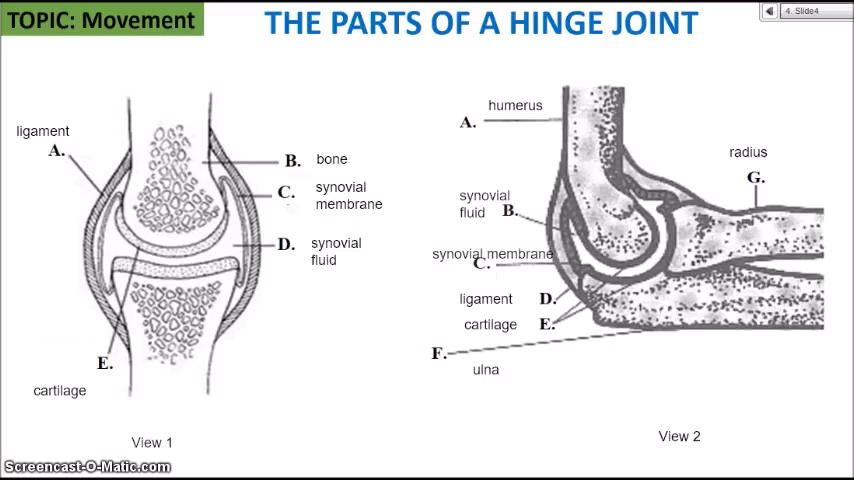 TOPIC: Movement
THE PARTS OF A HINGE JOINT
4. Slide4
ligament
A.
B. bone
C. synovial
membrane
D. synovial
fluid
E.
cartilage
View 1
humerus
A.
radius
G.
synovial
fluid B.
synovial membrane
C.
ligament D.
cartilage E.
F.
ulna
View 2
Screencast-O-Matic.com